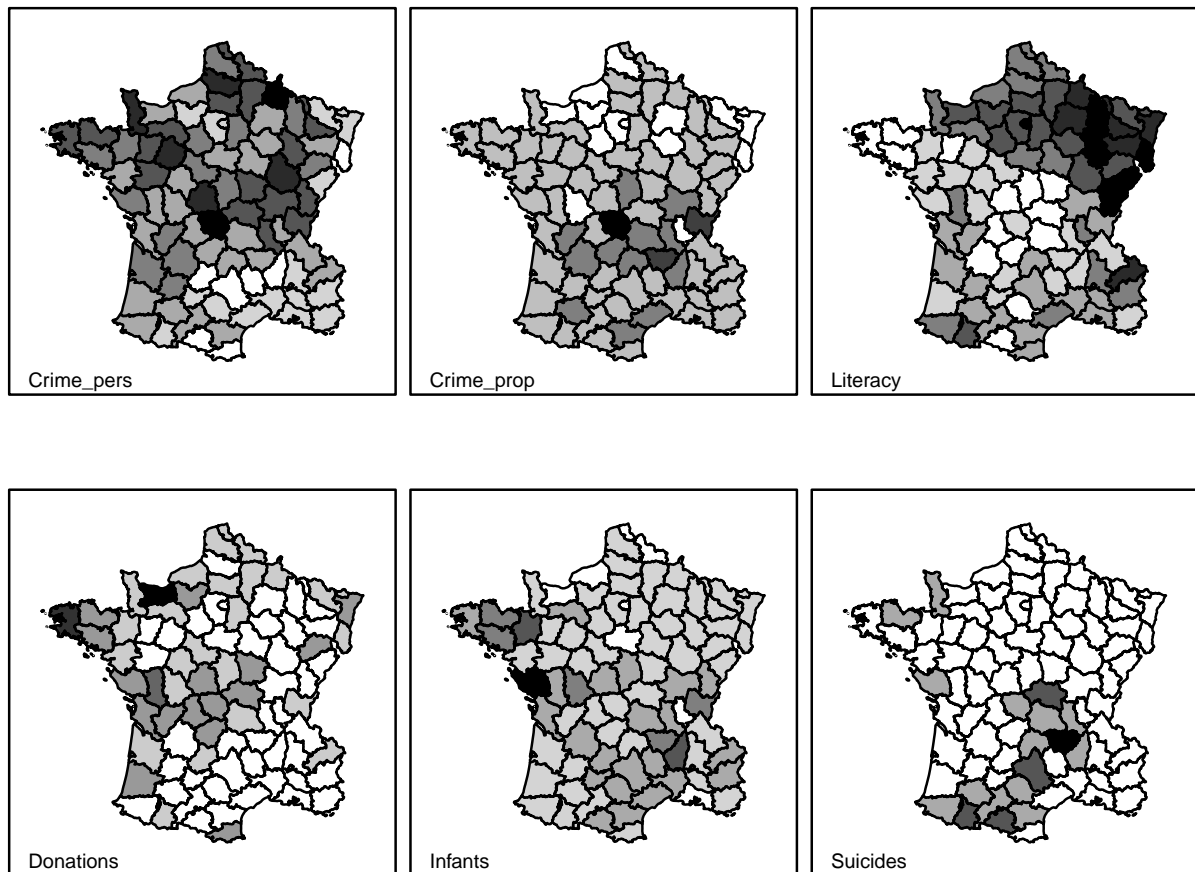 Crime_pers
Crime_prop
Literacy
Donations
Infants
Suicides